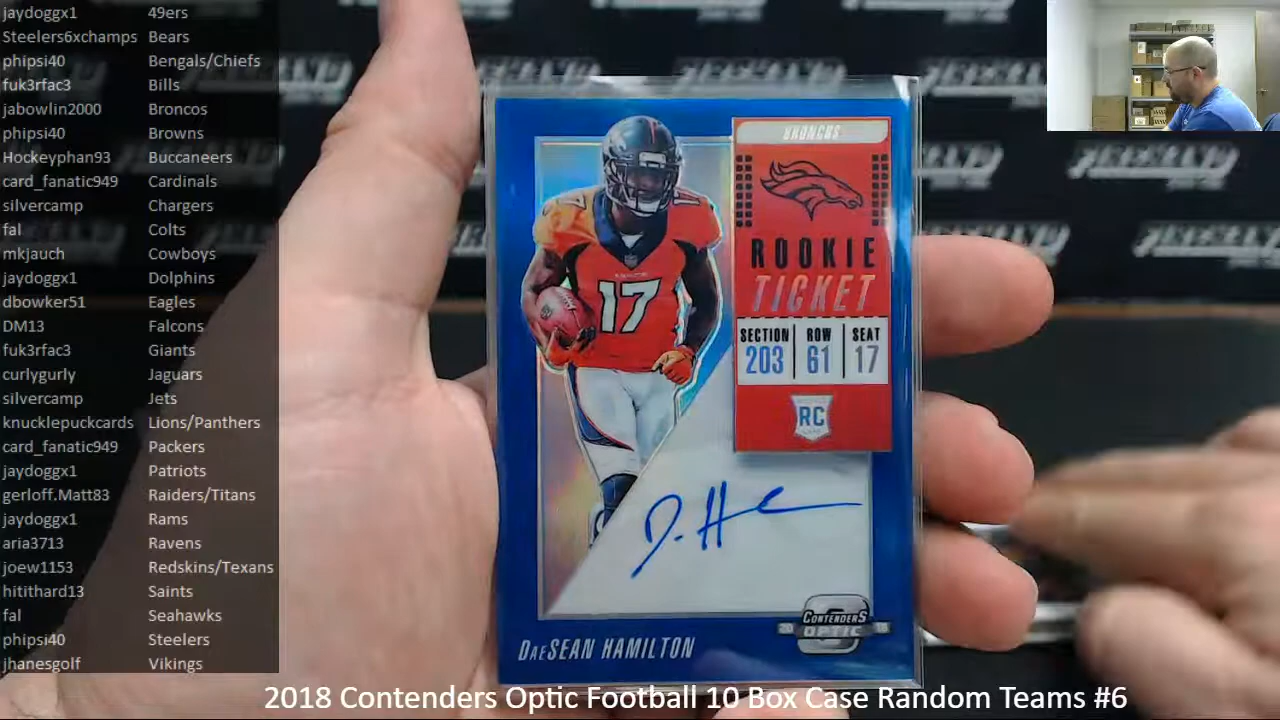 jaydoggx1 49ers
Steelers6xchamps Bears
phipsi40 Bengals/Chiefs
fuk3rfac3 Bills
jabowlin2000 Broncos
phipsi40 Browns
Hockeyphan93 Buccaneers
card_fanatic949 Cardinals
silvercamp Chargers
fal Colts
mkjauch Cowboys
jaydoggx1 Dolphins
dbowker51 Eagles
DM13 Falcons
fuk3rfac3 Giants
curlygurly Jaguars
silvercamp Jets
knucklepuckcards Lions/Panthers
card_fanatic949 Packers
jaydoggx1 Patriots
gerloff.Matt83 Raiders/Titans
jaydoggx1 Rams
aria3713 Ravens
joew1153 Redskins/Texans
hitithard13 Saints
fal Seahawks
phipsi40 Steelers
jhanesgolf Vikings
BRONCOS
ROOKIE
TICKET
SECTION ROW SEAT
203 61 17
RC
17
17
D. H
CONTENDERS
20 OPTIC 18
DAESEAN HAMILTON
2018 Contenders Optic Football 10 Box Case Random Teams #6